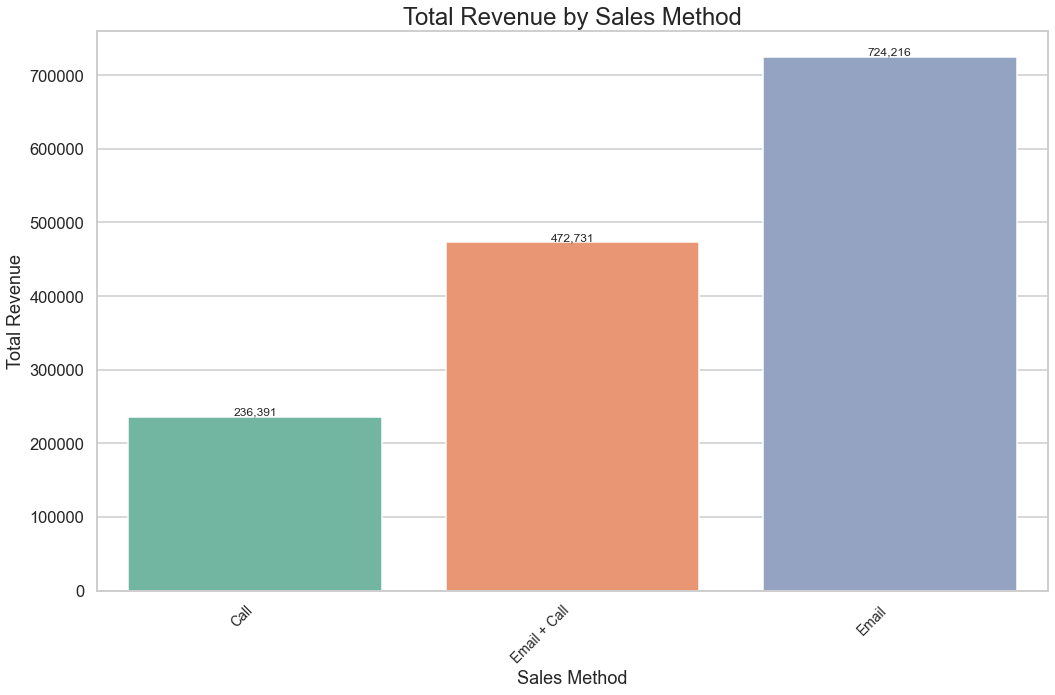 Total Revenue by Sales Method
Total Revenue
700000
600000
500000
400000
300000
200000
100000
0
236,391
472,731
724,216
Call
Email + Call
Email
Sales Method